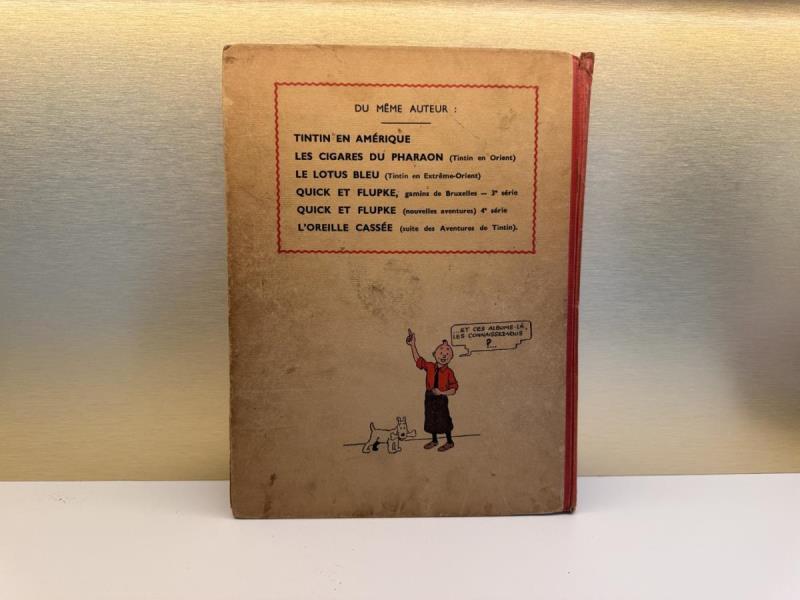 DU MÊME AUTEUR :
TINTIN EN AMÉRIQUE
LES CIGARES DU PHARAON (Tintin en Orient)
LE LOTUS BLEU (Tintin en Extrême-Orient)
QUICK ET FLUPKE, gamins de Bruxelles — 3e série
QUICK ET FLUPKE (nouvelles aventures) 4e série
L'OREILLE CASSÉE (suite des Aventures de Tintin).
...ET CES ALBUMS-LÀ,
LES CONNAISSEZ-VOUS
?...